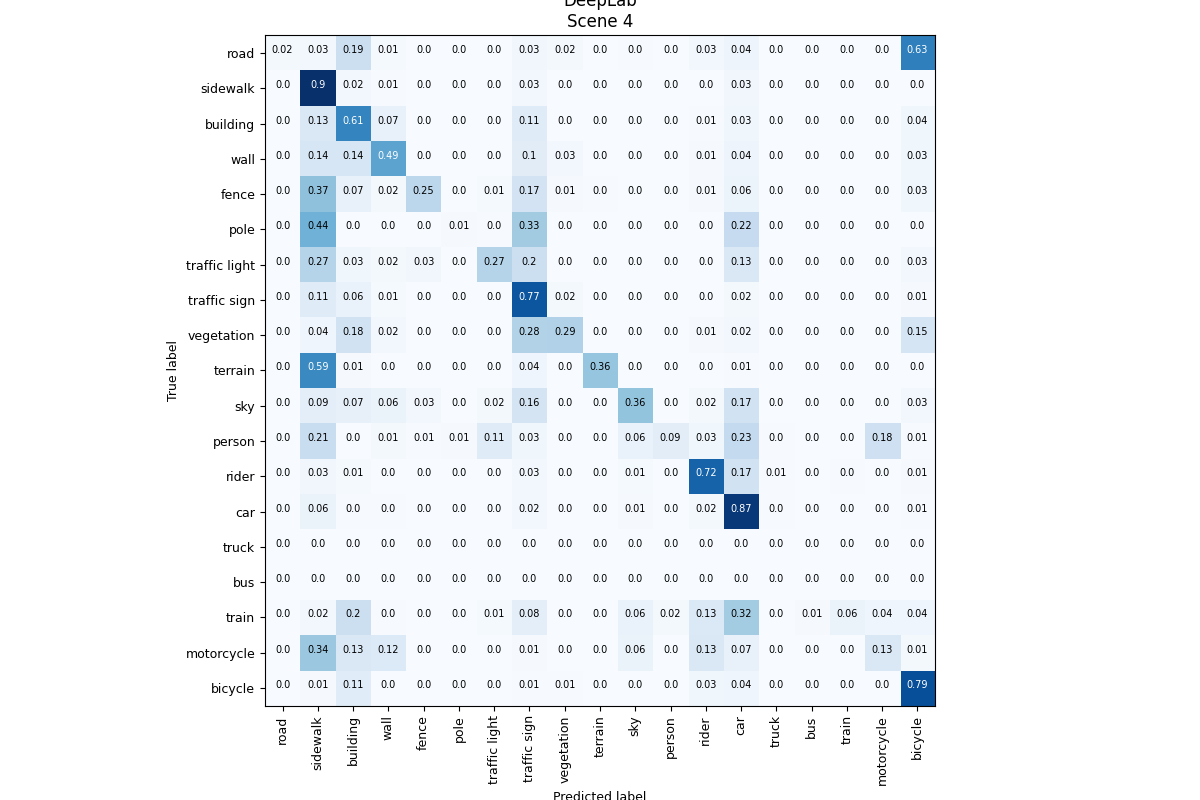 DeepLab
Scene 4
road 0.02 0.03 0.19 0.01 0.0 0.0 0.0 0.03 0.02 0.0 0.0 0.0 0.03 0.04 0.0 0.0 0.0 0.0 0.63
sidewalk 0.0 0.9 0.02 0.01 0.0 0.0 0.0 0.03 0.0 0.0 0.0 0.0 0.0 0.03 0.0 0.0 0.0 0.0 0.0
building 0.0 0.13 0.61 0.07 0.0 0.0 0.0 0.11 0.0 0.0 0.0 0.0 0.01 0.03 0.0 0.0 0.0 0.0 0.04
wall 0.0 0.14 0.14 0.49 0.0 0.0 0.0 0.1 0.03 0.0 0.0 0.0 0.01 0.04 0.0 0.0 0.0 0.0 0.03
fence 0.0 0.37 0.07 0.02 0.25 0.0 0.01 0.17 0.01 0.0 0.0 0.0 0.01 0.06 0.0 0.0 0.0 0.0 0.03
pole 0.0 0.44 0.0 0.0 0.0 0.01 0.0 0.33 0.0 0.0 0.0 0.0 0.0 0.22 0.0 0.0 0.0 0.0 0.0
traffic light 0.0 0.27 0.03 0.02 0.03 0.0 0.27 0.2 0.0 0.0 0.0 0.0 0.0 0.13 0.0 0.0 0.0 0.0 0.03
traffic sign 0.0 0.11 0.06 0.01 0.0 0.0 0.0 0.77 0.02 0.0 0.0 0.0 0.0 0.02 0.0 0.0 0.0 0.0 0.01
vegetation 0.0 0.04 0.18 0.02 0.0 0.0 0.0 0.28 0.29 0.0 0.0 0.0 0.01 0.02 0.0 0.0 0.0 0.0 0.15
terrain 0.0 0.59 0.01 0.0 0.0 0.0 0.0 0.04 0.0 0.36 0.0 0.0 0.0 0.01 0.0 0.0 0.0 0.0 0.0
sky 0.0 0.09 0.07 0.06 0.03 0.0 0.02 0.16 0.0 0.0 0.36 0.0 0.02 0.17 0.0 0.0 0.0 0.0 0.03
person 0.0 0.21 0.0 0.01 0.01 0.01 0.11 0.03 0.0 0.0 0.06 0.09 0.03 0.23 0.0 0.0 0.0 0.18 0.01
rider 0.0 0.03 0.01 0.0 0.0 0.0 0.0 0.03 0.0 0.0 0.01 0.0 0.72 0.17 0.01 0.0 0.0 0.0 0.01
car 0.0 0.06 0.0 0.0 0.0 0.0 0.0 0.02 0.0 0.0 0.01 0.0 0.02 0.87 0.0 0.0 0.0 0.0 0.01
truck 0.0 0.0 0.0 0.0 0.0 0.0 0.0 0.0 0.0 0.0 0.0 0.0 0.0 0.0 0.0 0.0 0.0 0.0 0.0
bus 0.0 0.0 0.0 0.0 0.0 0.0 0.0 0.0 0.0 0.0 0.0 0.0 0.0 0.0 0.0 0.0 0.0 0.0 0.0
train 0.0 0.02 0.2 0.0 0.0 0.0 0.01 0.08 0.0 0.0 0.06 0.02 0.13 0.32 0.0 0.01 0.06 0.04 0.04
motorcycle 0.0 0.34 0.13 0.12 0.0 0.0 0.0 0.01 0.0 0.0 0.06 0.0 0.13 0.07 0.0 0.0 0.0 0.13 0.01
bicycle 0.0 0.01 0.11 0.0 0.0 0.0 0.0 0.01 0.01 0.0 0.0 0.0 0.03 0.04 0.0 0.0 0.0 0.0 0.79
True label
road
sidewalk
building
wall
fence
pole
traffic light
traffic sign
vegetation
terrain
sky
person
rider
car
truck
bus
train
motorcycle
bicycle
Predicted label